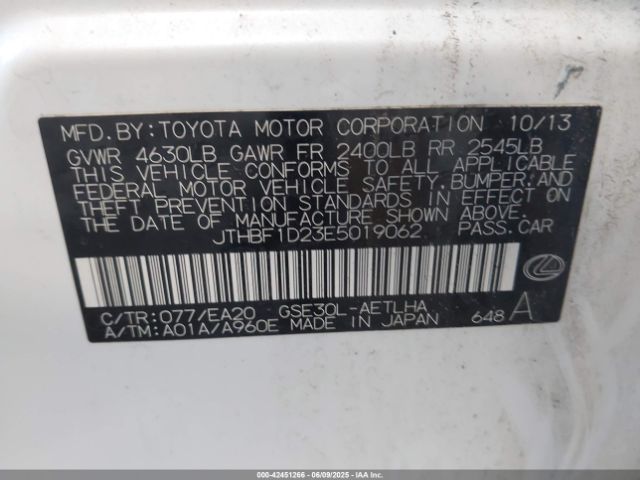 MFD. BY: TOYOTA MOTOR CORPORATION 10/13
GVWR 4630LB GAWR FR 2400LB RR 2545LB
THIS VEHICLE CONFORMS TO ALL APPLICABLE
FEDERAL MOTOR VEHICLE SAFETY, BUMPER, AND
THEFT PREVENTION STANDARDS IN EFFECT ON
THE DATE OF MANUFACTURE SHOWN ABOVE.
JTHBF1D23E5019062 PASS. CAR
C/TR: 077/EA20 GSE30L-AETLHA
A/TM: A01A/A960E MADE IN JAPAN 648 A
000-42451266 - 06/09/2025 - IAAI.COM